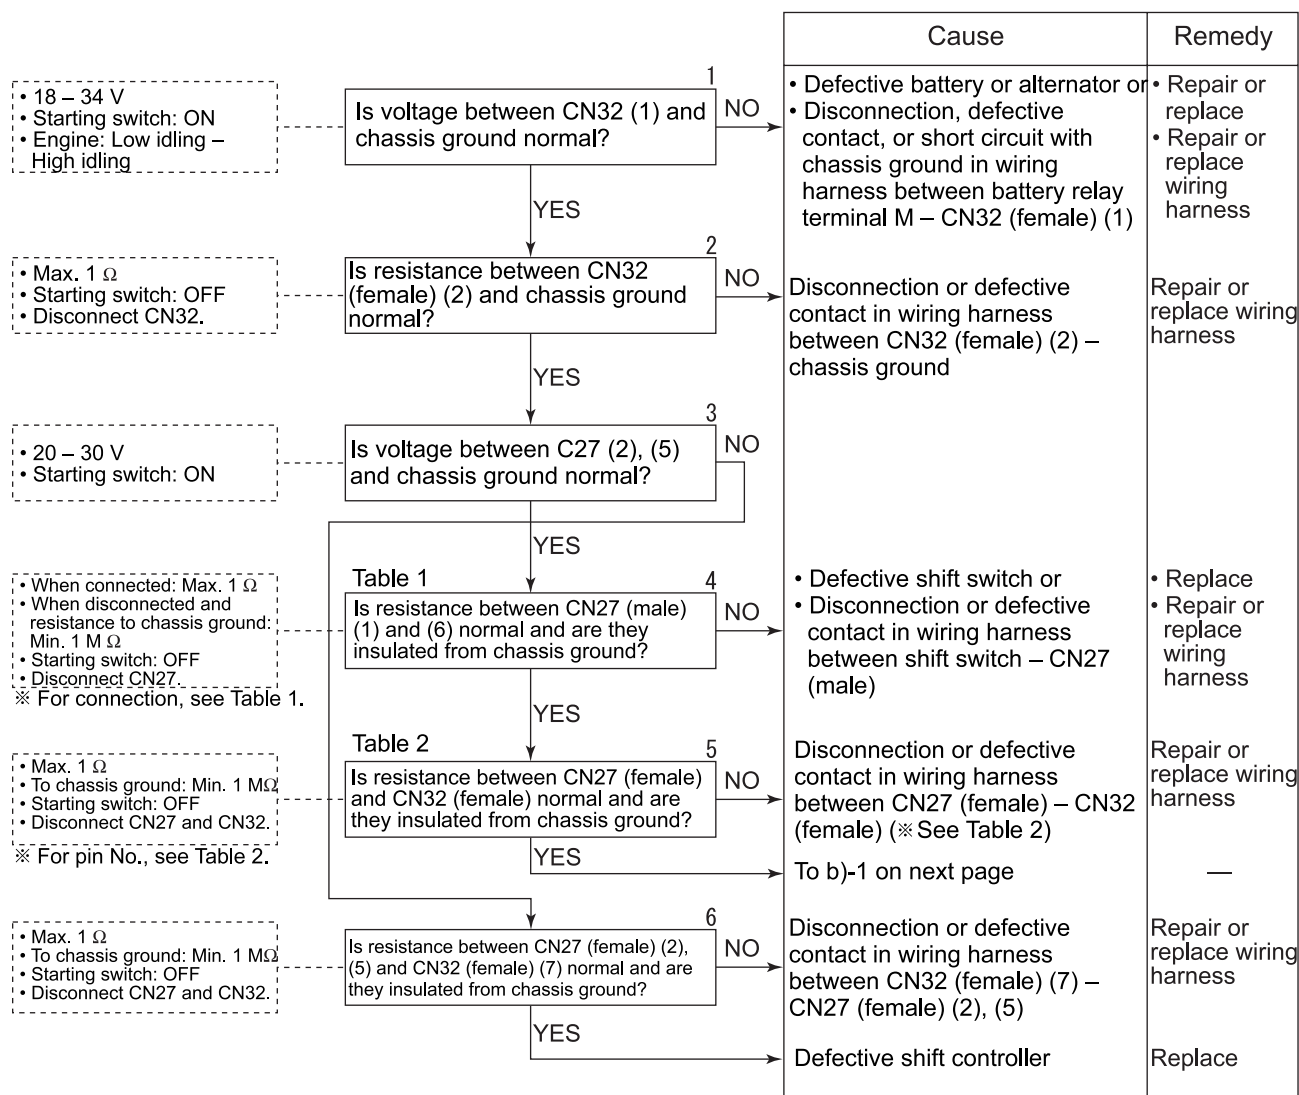 Cause
Remedy
• 18 – 34 V
• Starting switch: ON
• Engine: Low idling –
High idling
1
Is voltage between CN32 (1) and
chassis ground normal?
NO
• Defective battery or alternator or
• Disconnection, defective
contact, or short circuit with
chassis ground in wiring
harness between battery relay
terminal M – CN32 (female) (1)
• Repair or
replace
• Repair or
replace
wiring
harness
YES
• Max. 1 Ω
• Starting switch: OFF
• Disconnect CN32.
2
Is resistance between CN32
(female) (2) and chassis ground
normal?
NO
Disconnection or defective
contact in wiring harness
between CN32 (female) (2) –
chassis ground
Repair or
replace wiring
harness
YES
• 20 – 30 V
• Starting switch: ON
3
Is voltage between C27 (2), (5)
and chassis ground normal?
NO
YES
• When connected: Max. 1 Ω
• When disconnected and
resistance to chassis ground:
Min. 1 M Ω
• Starting switch: OFF
• Disconnect CN27.
※ For connection, see Table 1.
Table 1
4
Is resistance between CN27 (male)
(1) and (6) normal and are they
insulated from chassis ground?
NO
• Defective shift switch or
• Disconnection or defective
contact in wiring harness
between shift switch – CN27
(male)
• Replace
• Repair or
replace
wiring
harness
YES
• Max. 1 Ω
• To chassis ground: Min. 1 MΩ
• Starting switch: OFF
• Disconnect CN27 and CN32.
※ For pin No., see Table 2.
Table 2
5
Is resistance between CN27 (female)
and CN32 (female) normal and are
they insulated from chassis ground?
NO
Disconnection or defective
contact in wiring harness
between CN27 (female) – CN32
(female) (※See Table 2)
Repair or
replace wiring
harness
YES
To b)-1 on next page
—
• Max. 1 Ω
• To chassis ground: Min. 1 MΩ
• Starting switch: OFF
• Disconnect CN27 and CN32.
6
Is resistance between CN27 (female) (2),
(5) and CN32 (female) (7) normal and are
they insulated from chassis ground?
NO
Disconnection or defective
contact in wiring harness
between CN32 (female) (7) –
CN27 (female) (2), (5)
Repair or
replace wiring
harness
YES
Defective shift controller
Replace